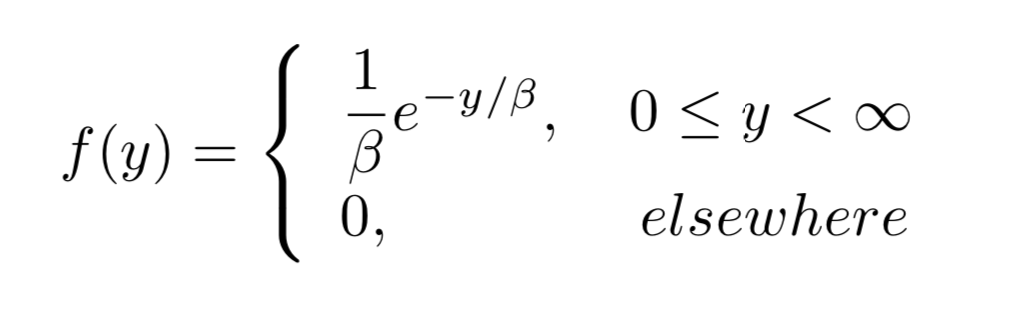 f(y) = { 1/β e^{-y/β}, 0 ≤ y < ∞
0, elsewhere